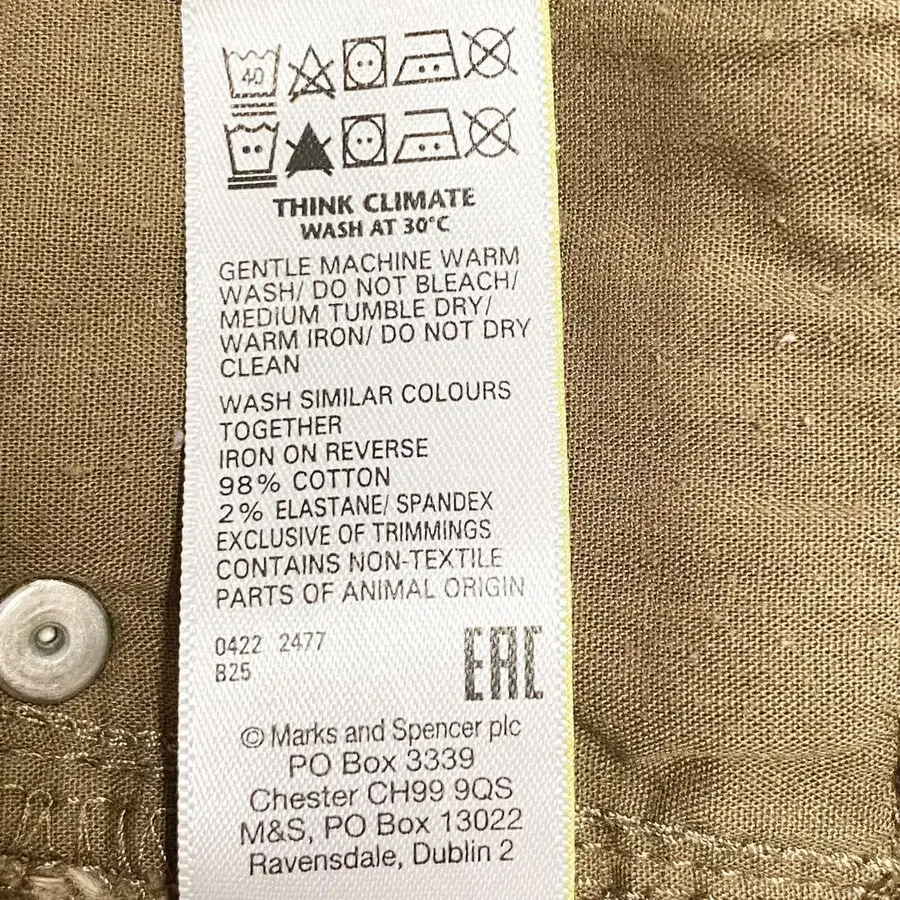 40
THINK CLIMATE
WASH AT 30°C
GENTLE MACHINE WARM
WASH/ DO NOT BLEACH/
MEDIUM TUMBLE DRY/
WARM IRON/ DO NOT DRY
CLEAN
WASH SIMILAR COLOURS
TOGETHER
IRON ON REVERSE
98% COTTON
2% ELASTANE/ SPANDEX
EXCLUSIVE OF TRIMMINGS
CONTAINS NON-TEXTILE
PARTS OF ANIMAL ORIGIN
0422 2477
B25
EAC
© Marks and Spencer plc
PO Box 3339
Chester CH99 9QS
M&S, PO Box 13022
Ravensdale, Dublin 2